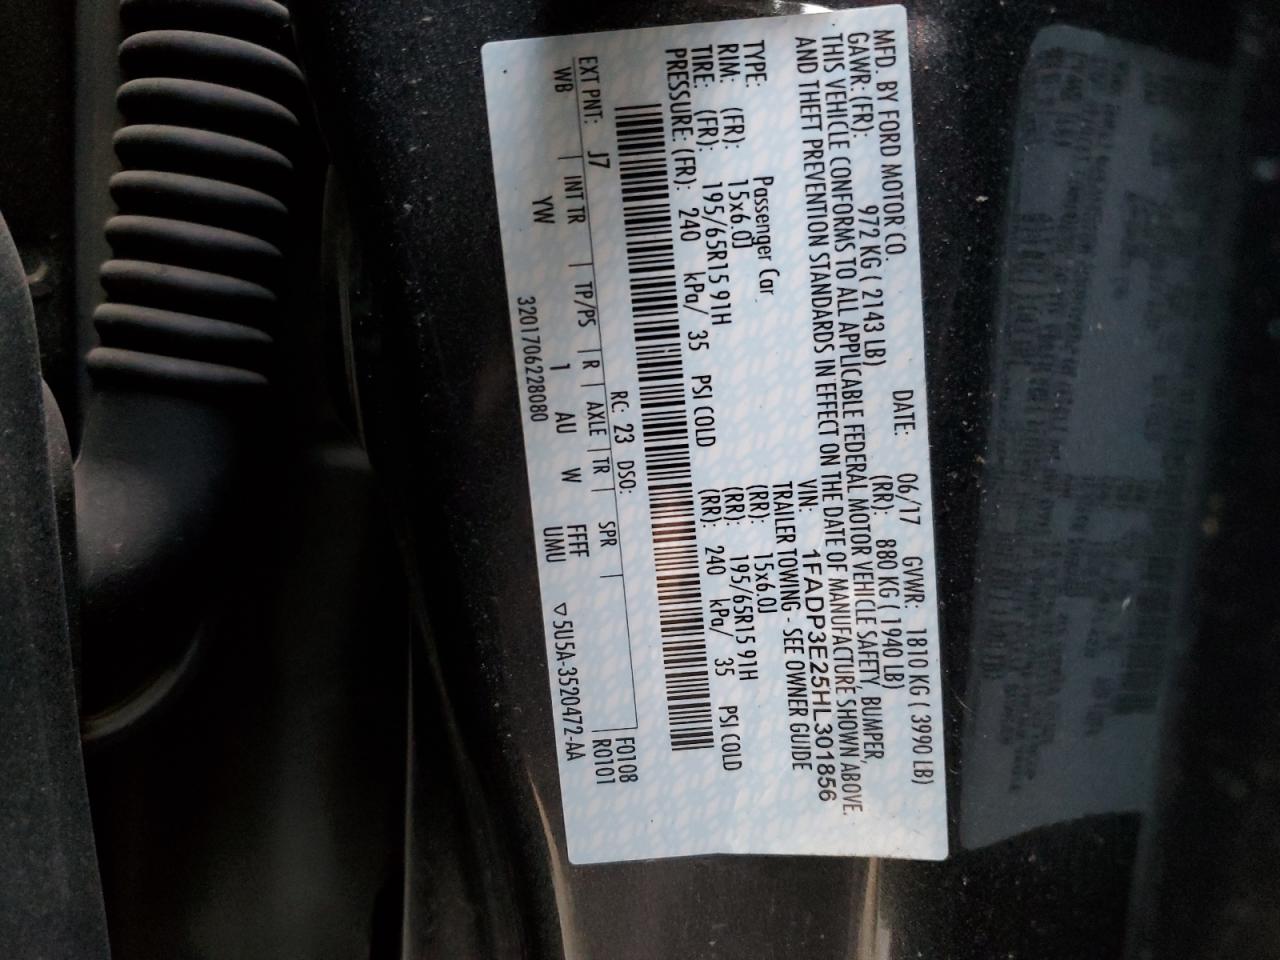 MFD. BY FORD MOTOR CO. DATE: 06/17 GVWR: 1810 KG ( 3990 LB)
GAWR: (FR): 972 KG ( 2143 LB) (RR): 880 KG ( 1940 LB)
THIS VEHICLE CONFORMS TO ALL APPLICABLE FEDERAL MOTOR VEHICLE SAFETY, BUMPER,
AND THEFT PREVENTION STANDARDS IN EFFECT ON THE DATE OF MANUFACTURE SHOWN ABOVE.
VIN: 1FADP3E25HL301856
TYPE: Passenger Car TRAILER TOWING - SEE OWNER GUIDE
RIM: (FR): 15x6.0J (RR): 15x6.0J
TIRE: (FR): 195/65R15 91H (RR): 195/65R15 91H
PRESSURE: (FR): 240 kPa/ 35 PSI COLD (RR): 240 kPa/ 35 PSI COLD
RC: 23 DSO: F0108
EXT PNT: J7 R0101
WB INT TR TP/PS R AXLE TR SPR
YW 1 AU W FFFF
3201706228080 UMU ▽5U5A-3520472-AA